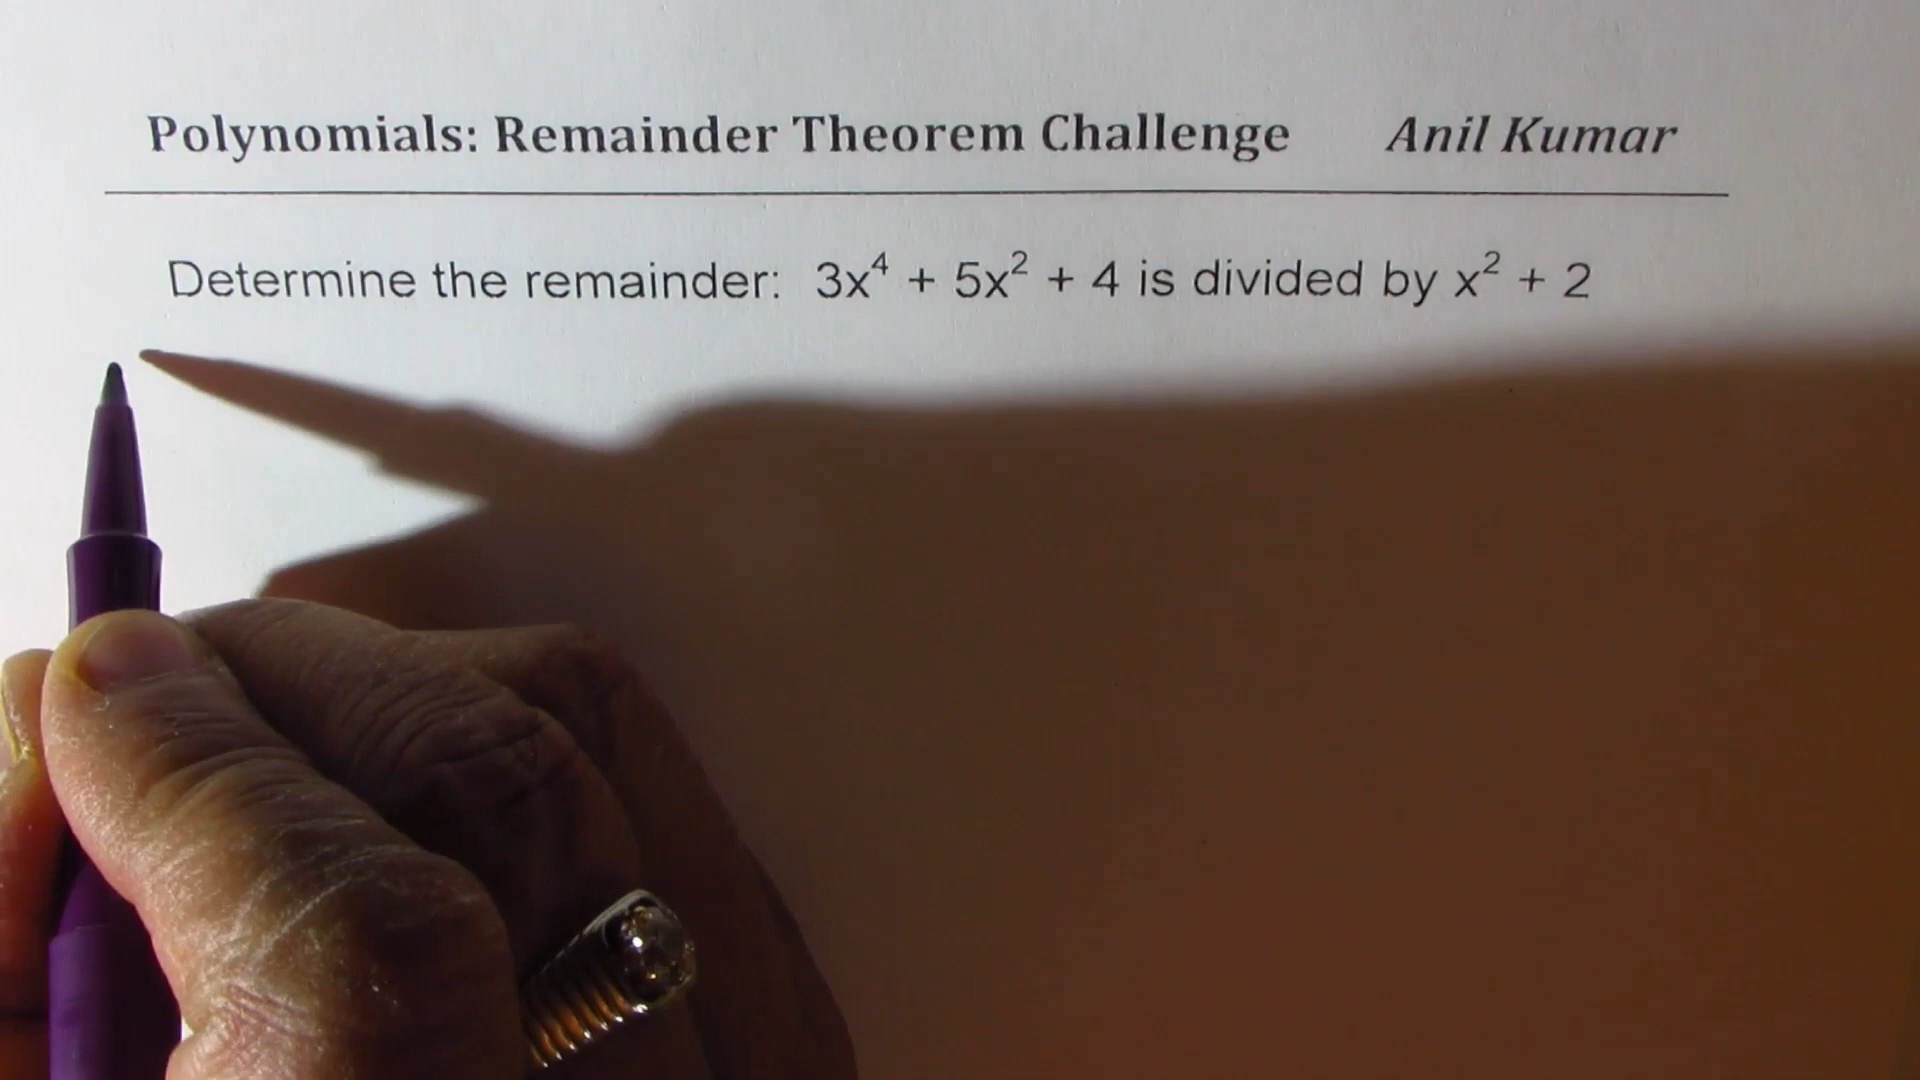 Polynomials: Remainder Theorem Challenge Anil Kumar
Determine the remainder: 3x⁴ + 5x² + 4 is divided by x² + 2